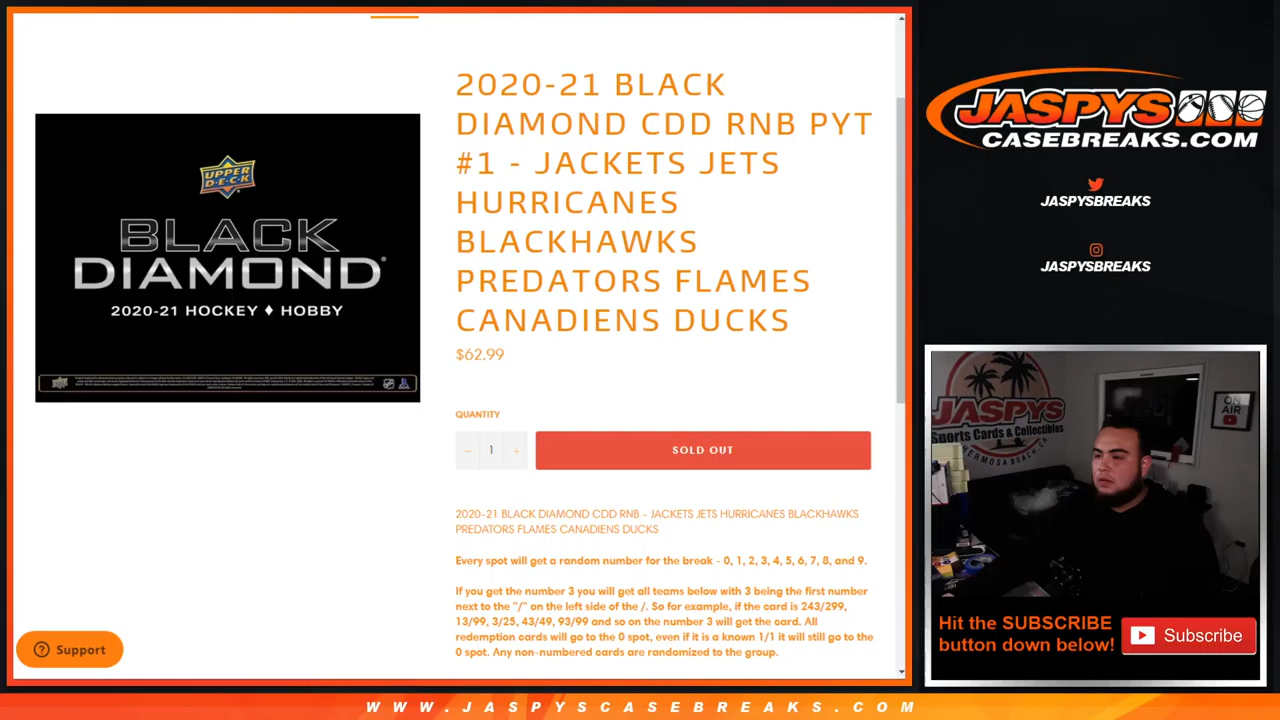 2020-21 BLACK
DIAMOND CDD RNB PYT
#1 - JACKETS JETS
HURRICANES
BLACKHAWKS
PREDATORS FLAMES
CANADIENS DUCKS
$62.99
QUANTITY
− 1 +
SOLD OUT
2020-21 BLACK DIAMOND CDD RNB - JACKETS JETS HURRICANES BLACKHAWKS
PREDATORS FLAMES CANADIENS DUCKS
Every spot will get a random number for the break - 0, 1, 2, 3, 4, 5, 6, 7, 8, and 9.
If you get the number 3 you will get all teams below with 3 being the first number
next to the "/" on the left side of the /. So for example, if the card is 243/299,
13/99, 3/25, 43/49, 93/99 and so on the number 3 will get the card. All
redemption cards will go to the 0 spot, even if it is a known 1/1 it will still go to the
0 spot. Any non-numbered cards are randomized to the group.
UPPER
DECK
BLACK
DIAMOND
2020-21 HOCKEY ♦ HOBBY
Support
JASPYS
CASEBREAKS.COM
JASPYSBREAKS
JASPYSBREAKS
JASPYS
Sports Cards & Collectibles
HERMOSA BEACH, CA
ON
AIR
Hit the SUBSCRIBE
button down below!
Subscribe
WWW.JASPYSCASEBREAKS.COM